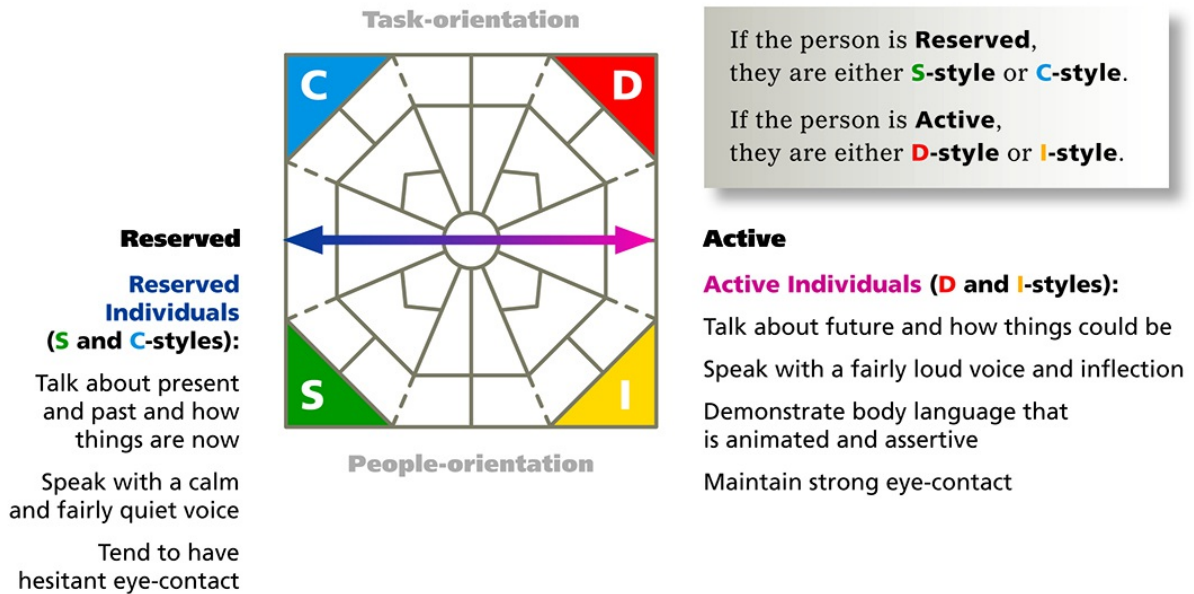 Task-orientation
C
D
If the person is Reserved,
they are either S-style or C-style.
If the person is Active,
they are either D-style or I-style.
Reserved
Reserved
Individuals
(S and C-styles):
Talk about present
and past and how
things are now
Speak with a calm
and fairly quiet voice
Tend to have
hesitant eye-contact
S
I
People-orientation
Active
Active Individuals (D and I-styles):
Talk about future and how things could be
Speak with a fairly loud voice and inflection
Demonstrate body language that
is animated and assertive
Maintain strong eye-contact